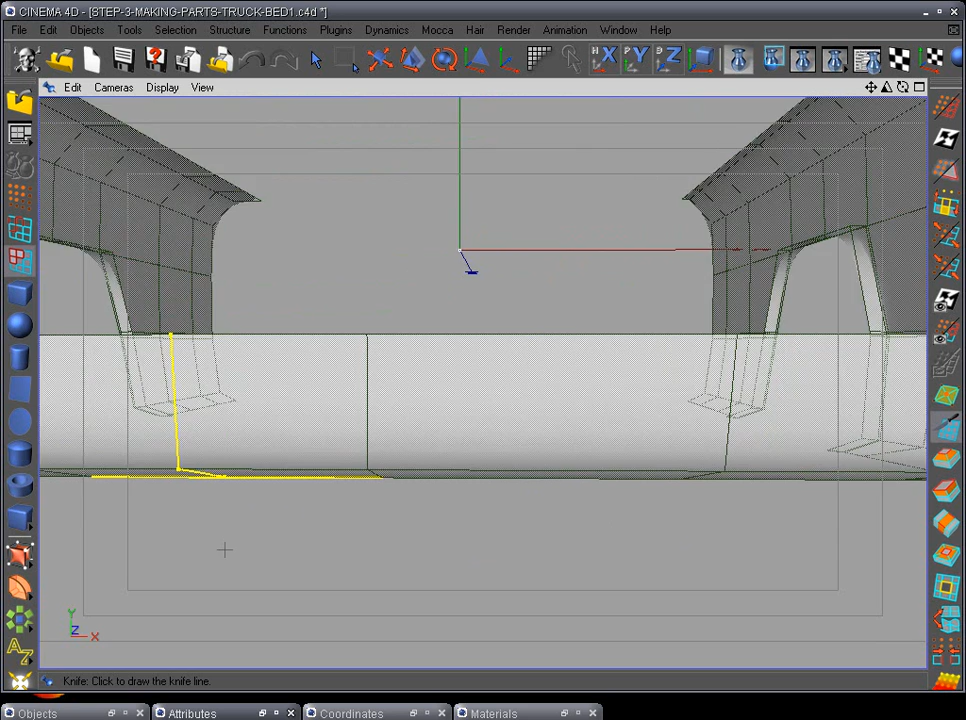 CINEMA 4D - [STEP-3-MAKING-PARTS-TRUCK-BED1.c4d *]
File Edit Objects Tools Selection Structure Functions Plugins Dynamics Mocca Hair Render Animation Window Help
X Y Z
Edit Cameras Display View
Y
Z X
Knife: Click to draw the knife line.
Objects Attributes Coordinates Materials